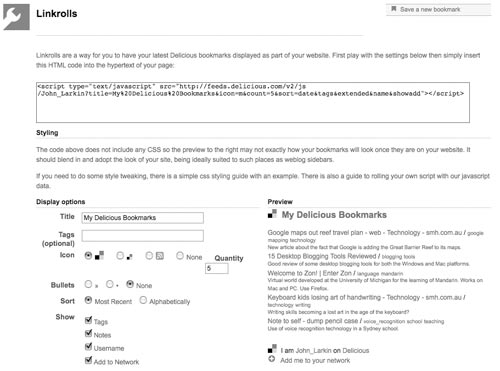 Linkrolls
Save a new bookmark
Linkrolls are a way for you to have your latest Delicious bookmarks displayed as part of your website. First play with the settings below then simply insert
this HTML code into the hypertext of your page:
<script type="text/javascript" src="http://feeds.delicious.com/v2/js
/John_Larkin?title=My%20Delicious%20Bookmarks&icon=m&count=5&sort=date&tags&extended&name&showadd"></script>
Styling
The code above does not include any CSS so the preview to the right may not exactly how your bookmarks will look once they are on your website. It
should blend in and adopt the look of your site, being ideally suited to such places as weblog sidebars.
If you need to do some style tweaking, there is a simple css styling guide with an example. There is also a guide to rolling your own script with our javascript
data.
Display options
Title My Delicious Bookmarks
Tags
(optional)
Icon None Quantity
5
Bullets » • None
Sort Most Recent Alphabetically
Show Tags
Notes
Username
Add to Network
Preview
My Delicious Bookmarks
Google maps out reef travel plan - web - Technology - smh.com.au / google
mapping technology
New article about the fact that Google is adding the Great Barrier Reef to its maps.
15 Desktop Blogging Tools Reviewed / blogging tools
Good review of some desktop blogging tools for both the Windows and Mac platforms.
Welcome to Zon! | Enter Zon / language mandarin
Virtual world developed at the University of Michigan for the learning of Mandarin. Works on
Mac and PC. Use Firefox.
Keyboard kids losing art of handwriting - Technology - smh.com.au /
technology writing
Writing skills becoming a lost art in the age of the keyboard?
Note to self - dump pencil case / voice_recognition school teaching
Use of voice recognition technology in a Sydney school
I am John_Larkin on Delicious
Add me to your network